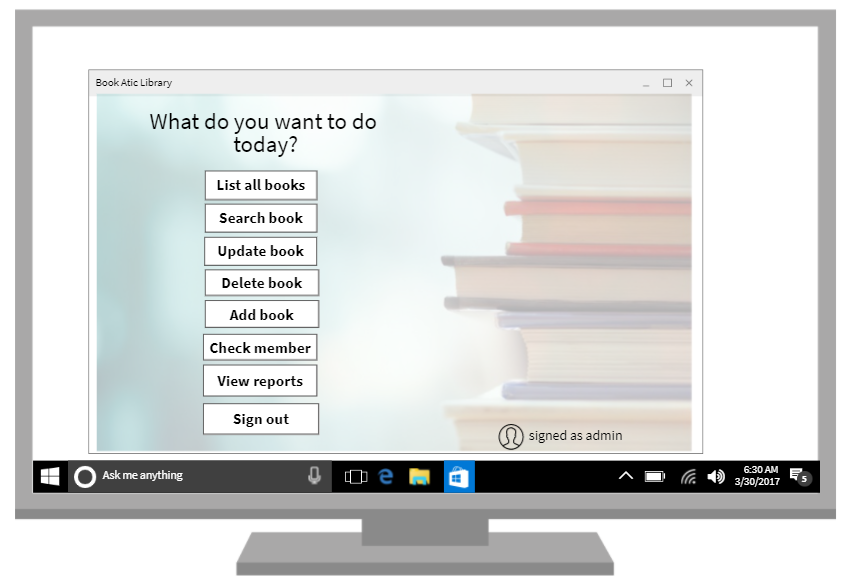 Book Atic Library
What do you want to do
today?
List all books
Search book
Update book
Delete book
Add book
Check member
View reports
Sign out
signed as admin
Ask me anything
6:30 AM
3/30/2017
5